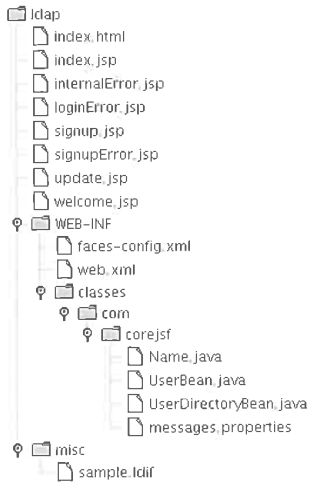 ldap
index.html
index.jsp
internalError.jsp
loginError.jsp
signup.jsp
signupError.jsp
update.jsp
welcome.jsp
WEB-INF
faces-config.xml
web.xml
classes
com
corejsf
Name.java
UserBean.java
UserDirectoryBean.java
messages.properties
misc
sample.ldif